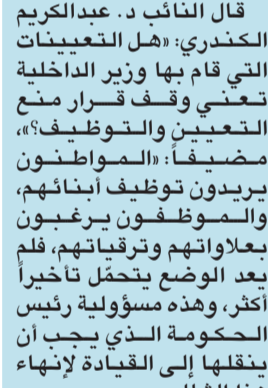 قال النائب د. عبدالكريم
الكندري: «هل التعيينات
التي قام بها وزير الداخلية
تعني وقف قرار منع
التعيين والتوظيف؟»،
مضيفاً: «المواطنون
يريدون توظيف أبنائهم،
والموظفون يرغبون
بعلاواتهم وترقياتهم، فلم
يعد الوضع يتحمّل تأخيراً
أكثر، وهذه مسؤولية رئيس
الحكومة الذي يجب أن
ينقلها إلى القيادة لإنهاء